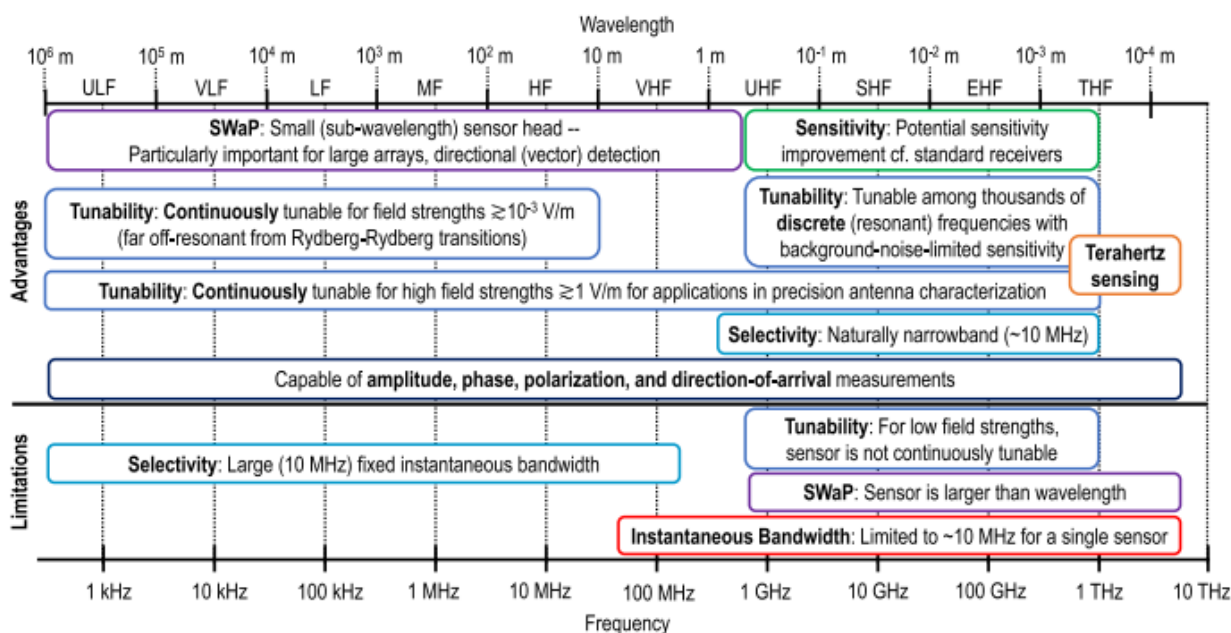 Wavelength
10⁶ m 10⁵ m 10⁴ m 10³ m 10² m 10 m 1 m 10⁻¹ m 10⁻² m 10⁻³ m 10⁻⁴ m
ULF VLF LF MF HF VHF UHF SHF EHF THF
Advantages
SWaP: Small (sub-wavelength) sensor head --
Particularly important for large arrays, directional (vector) detection
Sensitivity: Potential sensitivity
improvement cf. standard receivers
Tunability: Continuously tunable for field strengths ≳10⁻³ V/m
(far off-resonant from Rydberg-Rydberg transitions)
Tunability: Tunable among thousands of
discrete (resonant) frequencies with
background-noise-limited sensitivity
Terahertz
sensing
Tunability: Continuously tunable for high field strengths ≳1 V/m for applications in precision antenna characterization
Selectivity: Naturally narrowband (~10 MHz)
Capable of amplitude, phase, polarization, and direction-of-arrival measurements
Limitations
Tunability: For low field strengths,
sensor is not continuously tunable
Selectivity: Large (10 MHz) fixed instantaneous bandwidth
SWaP: Sensor is larger than wavelength
Instantaneous Bandwidth: Limited to ~10 MHz for a single sensor
1 kHz 10 kHz 100 kHz 1 MHz 10 MHz 100 MHz 1 GHz 10 GHz 100 GHz 1 THz 10 THz
Frequency